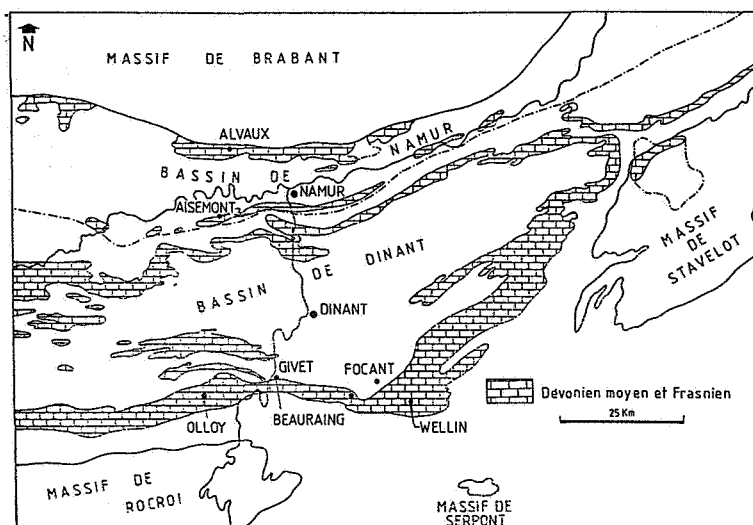 N
MASSIF DE BRABANT
ALVAUX
NAMUR
BASSIN DE
NAMUR
AISEMONT
MASSIF
DE
STAVELOT
BASSIN DE DINANT
DINANT
GIVET
FOCANT
Dévonien moyen et Frasnien
25 Km
OLLOY
BEAURAING
WELLIN
MASSIF DE
ROCROI
MASSIF DE
SERPONT